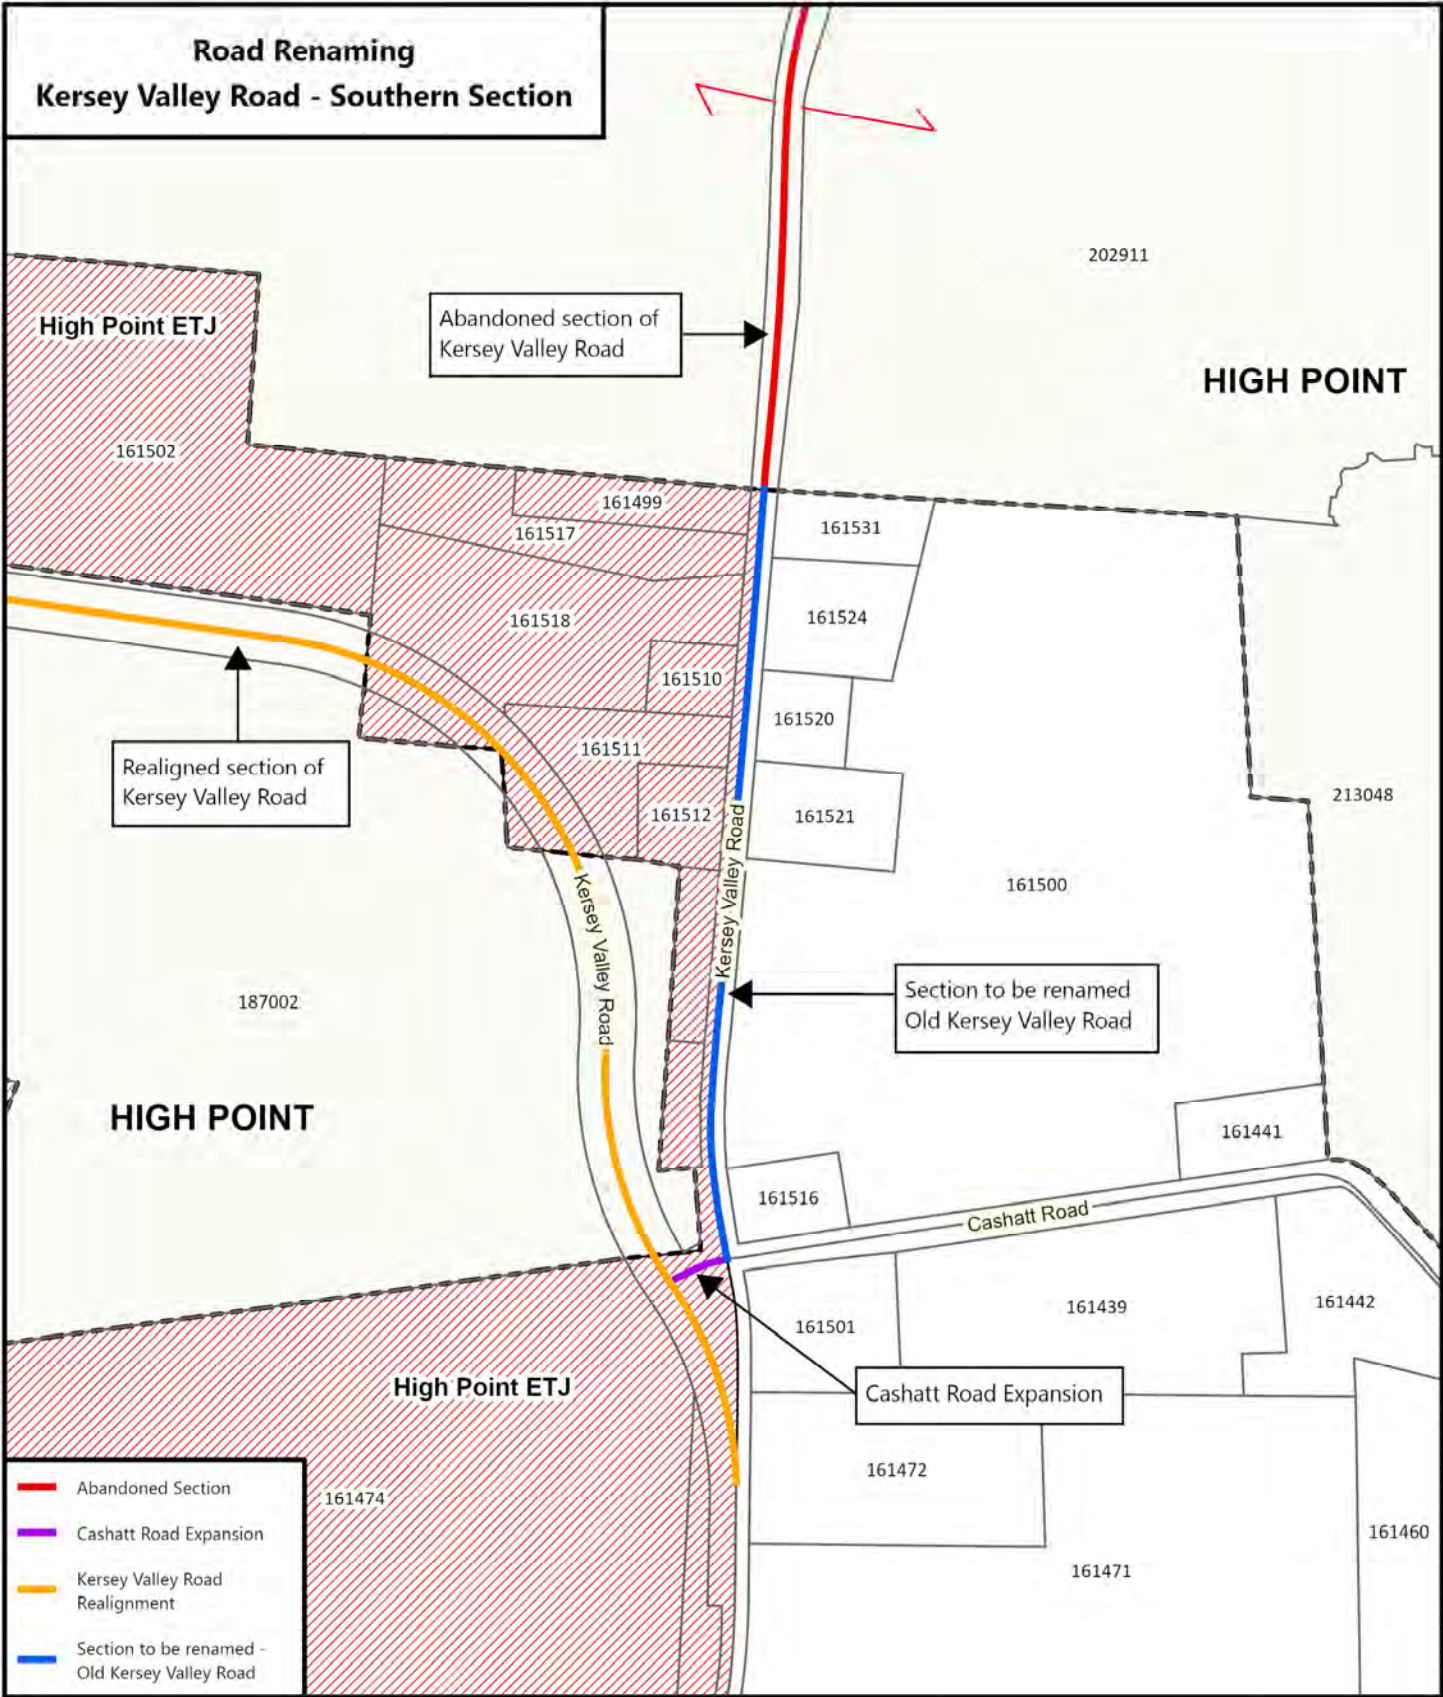 Road Renaming
Kersey Valley Road - Southern Section
202911
High Point ETJ
Abandoned section of
Kersey Valley Road
HIGH POINT
161502
161499
161517
161531
161518
161524
161510
161520
161511
Realigned section of
Kersey Valley Road
161512
161521
213048
Kersey Valley Road
Kersey Valley Road
161500
187002
Section to be renamed
Old Kersey Valley Road
HIGH POINT
161441
161516
Cashatt Road
161439
161442
161501
High Point ETJ
Cashatt Road Expansion
161472
161474
161460
161471
Abandoned Section
Cashatt Road Expansion
Kersey Valley Road
Realignment
Section to be renamed -
Old Kersey Valley Road